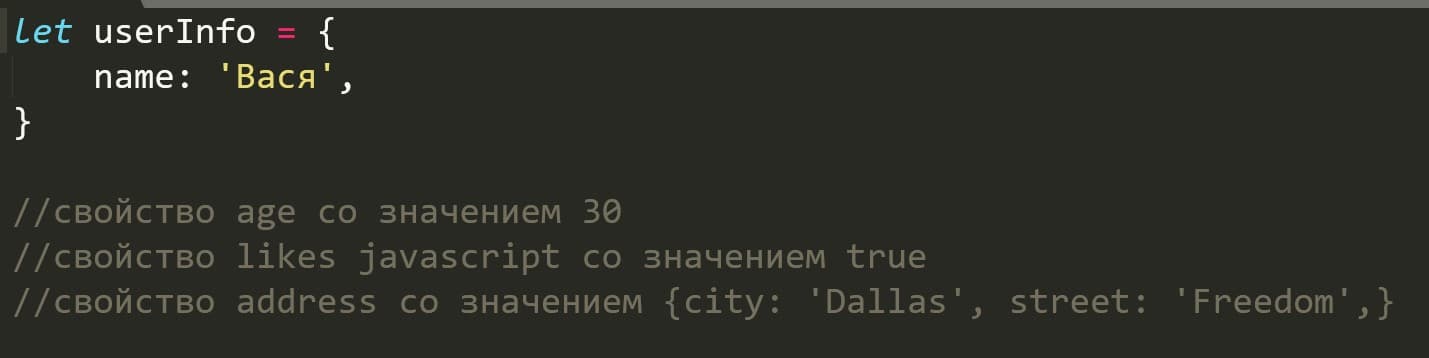 let userInfo = {
    name: 'Вася',
}
//свойство age со значением 30
//свойство likes javascript со значением true
//свойство address со значением {city: 'Dallas', street: 'Freedom',}